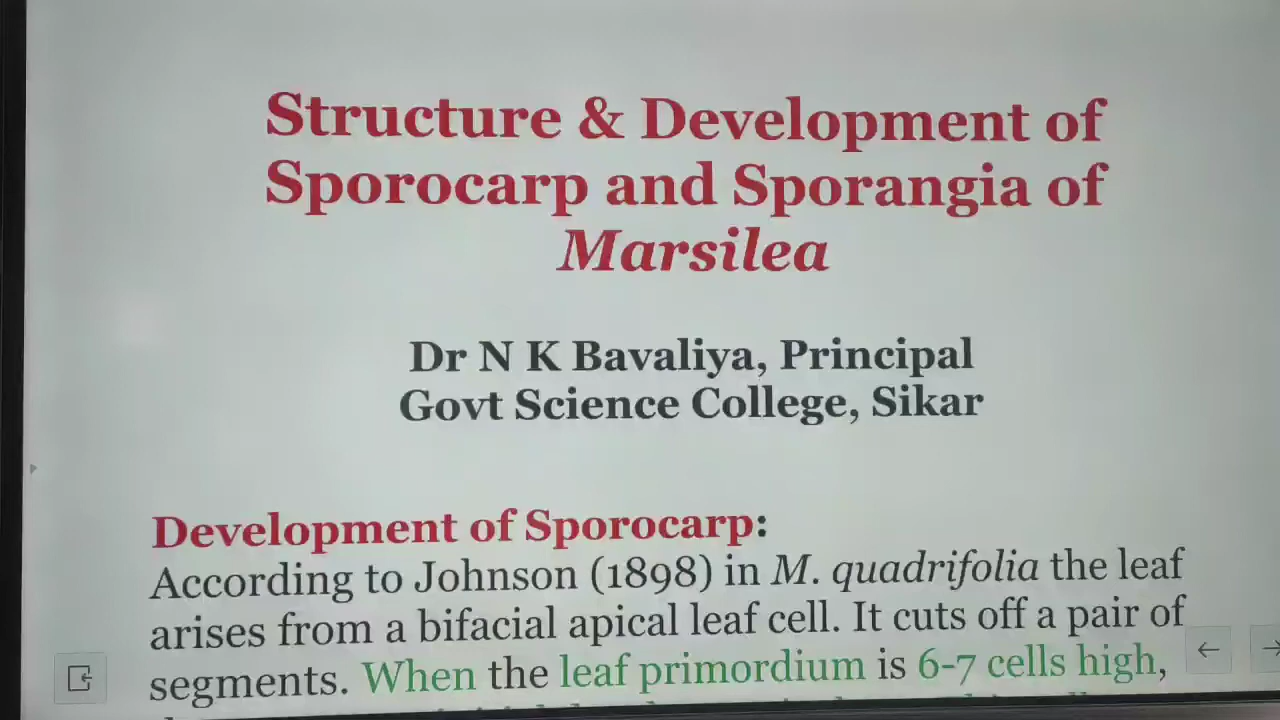 Structure & Development of
Sporocarp and Sporangia of
Marsilea
Dr N K Bavaliya, Principal
Govt Science College, Sikar
Development of Sporocarp:
According to Johnson (1898) in M. quadrifolia the leaf
arises from a bifacial apical leaf cell. It cuts off a pair of
segments. When the leaf primordium is 6-7 cells high,